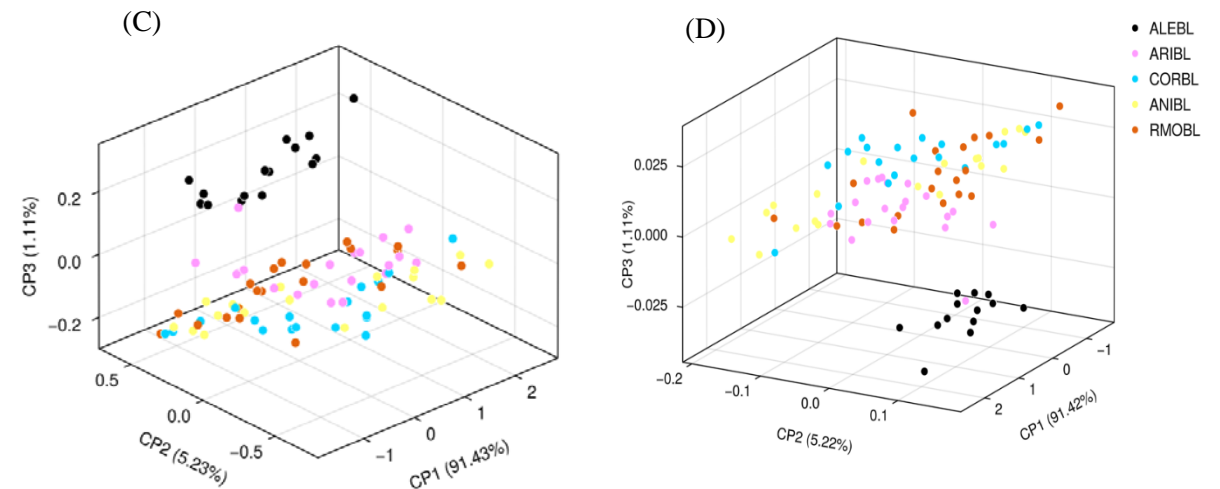 (C)
CP3 (1.11%)
0.2
0.0
−0.2
0.5
0.0
−0.5
CP2 (5.23%)
−1
0
1
2
CP1 (91.43%)
(D)
CP3 (1.11%)
0.025
0.000
−0.025
−0.2
−0.1
0.0
0.1
CP2 (5.22%)
2
1
0
−1
CP1 (91.42%)
ALEBL
ARIBL
CORBL
ANIBL
RMOBL